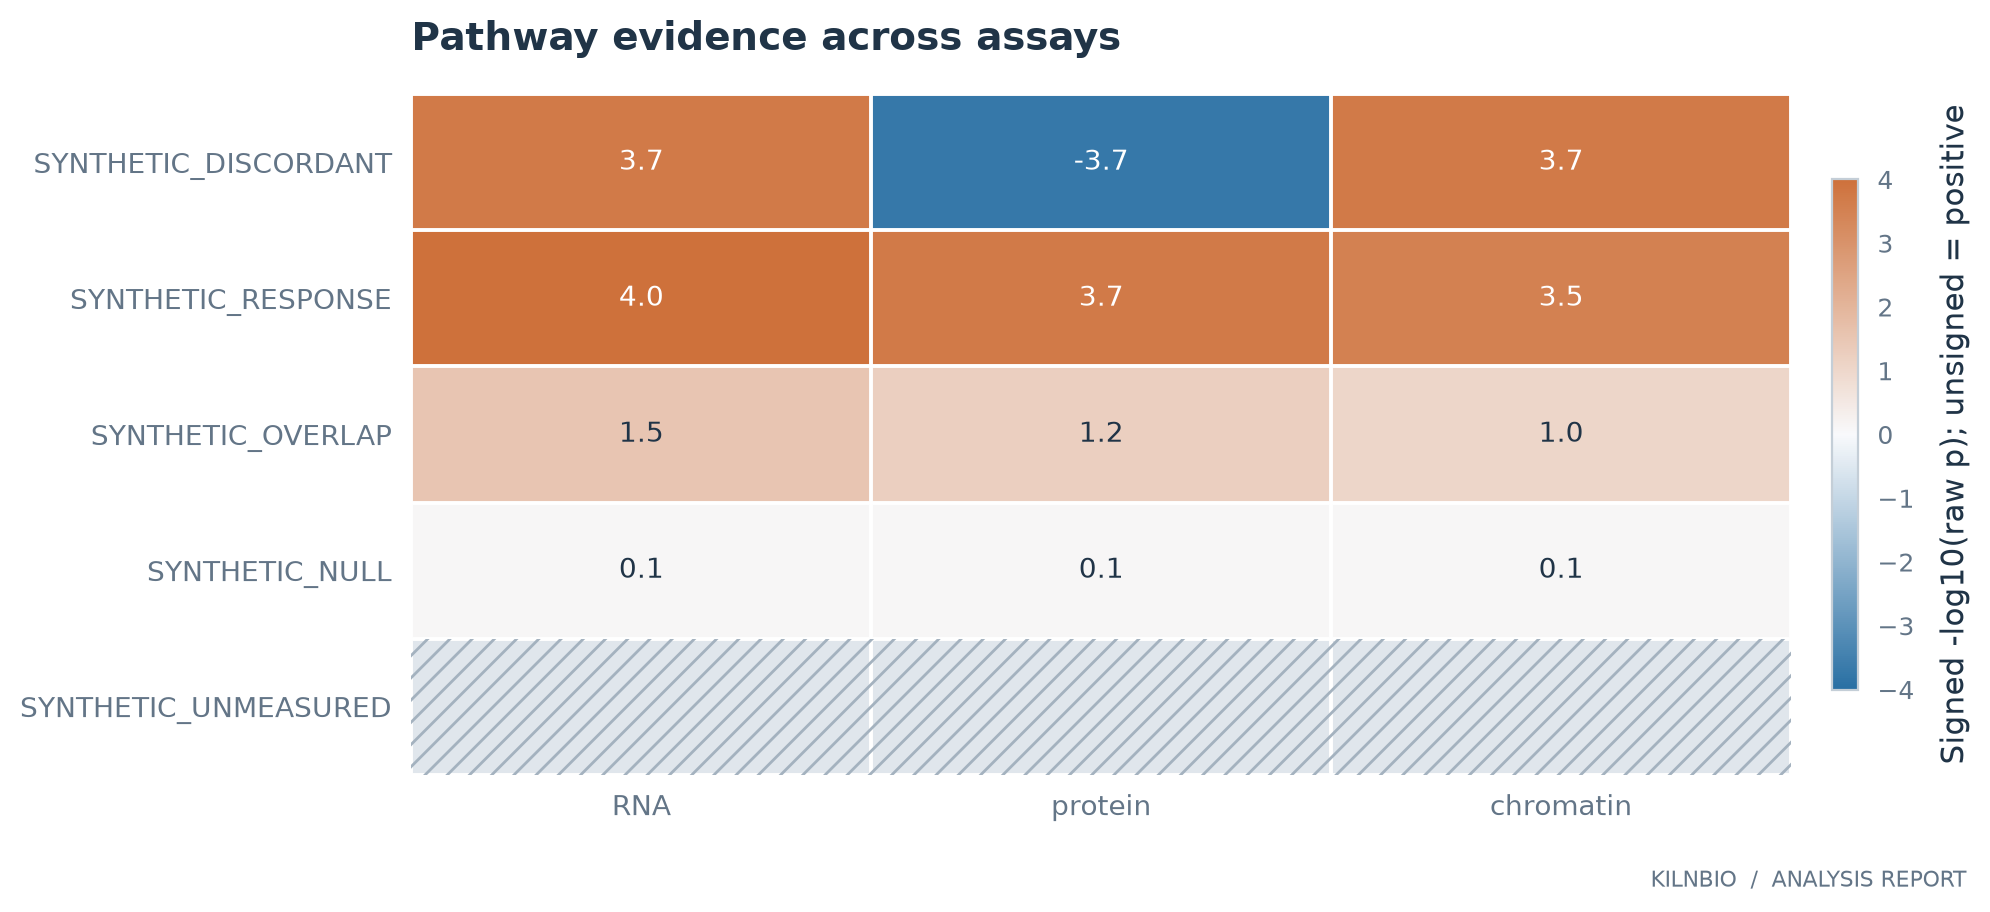 Pathway evidence across assays
SYNTHETIC_DISCORDANT 3.7 -3.7 3.7
SYNTHETIC_RESPONSE 4.0 3.7 3.5
SYNTHETIC_OVERLAP 1.5 1.2 1.0
SYNTHETIC_NULL 0.1 0.1 0.1
SYNTHETIC_UNMEASURED
RNA protein chromatin
4
3
2
1
0
−1
−2
−3
−4
Signed -log10(raw p); unsigned = positive
KILNBIO / ANALYSIS REPORT